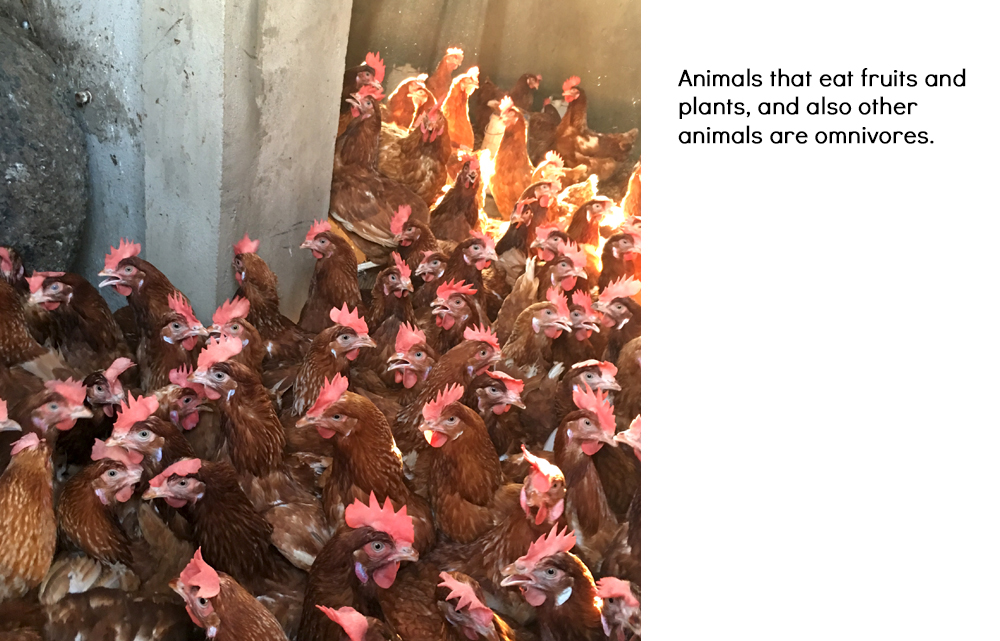 Animals that eat fruits and
plants, and also other
animals are omnivores.